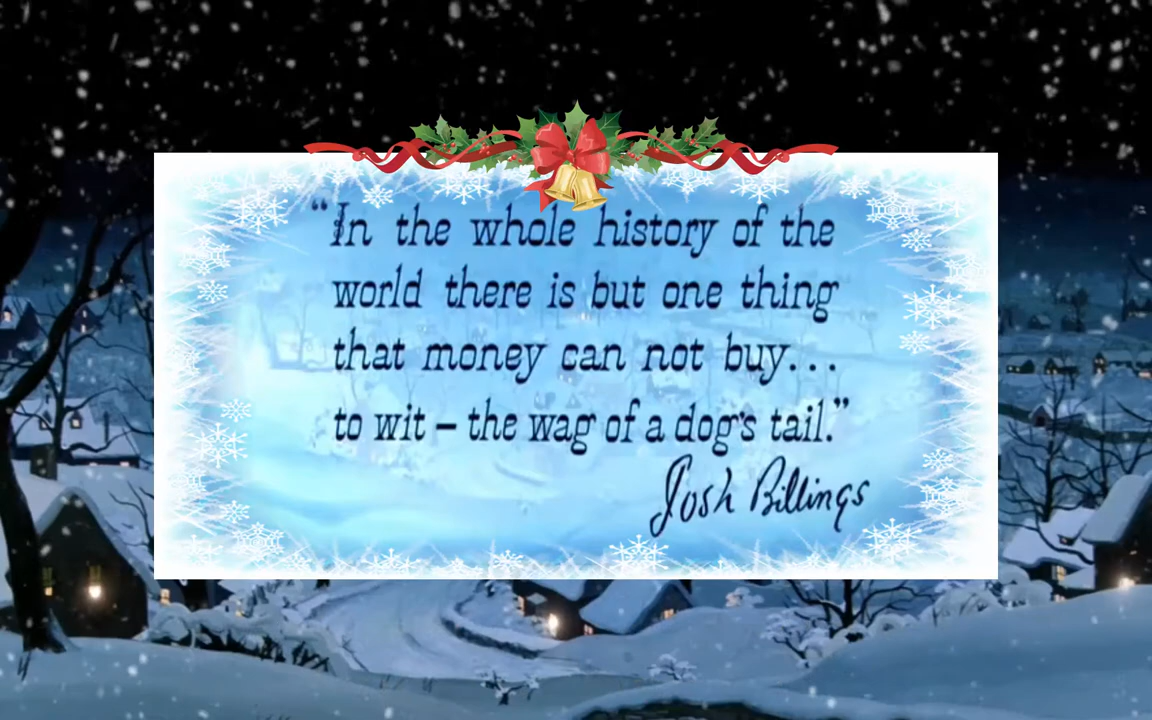 “In the whole history of the
world there is but one thing
that money can not buy...
to wit – the wag of a dog's tail.”
Josh Billings